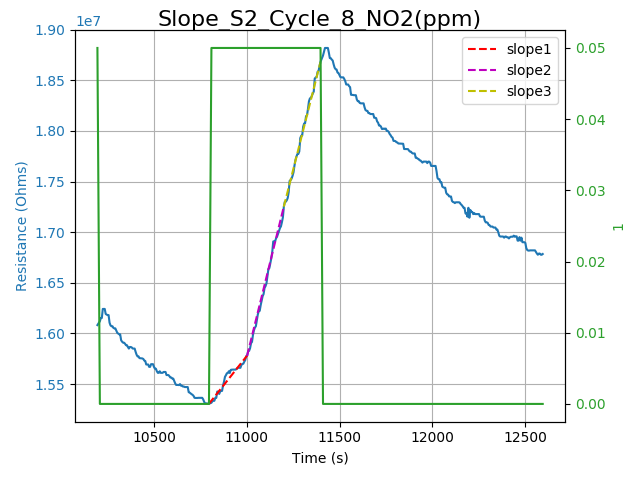 Slope_S2_Cycle_8_NO2(ppm)
1e7
1.90
1.85
1.80
1.75
1.70
1.65
1.60
1.55
Resistance (Ohms)
slope1
slope2
slope3
0.05
0.04
0.03
0.02
0.01
0.00
1
10500
11000
11500
12000
12500
Time (s)